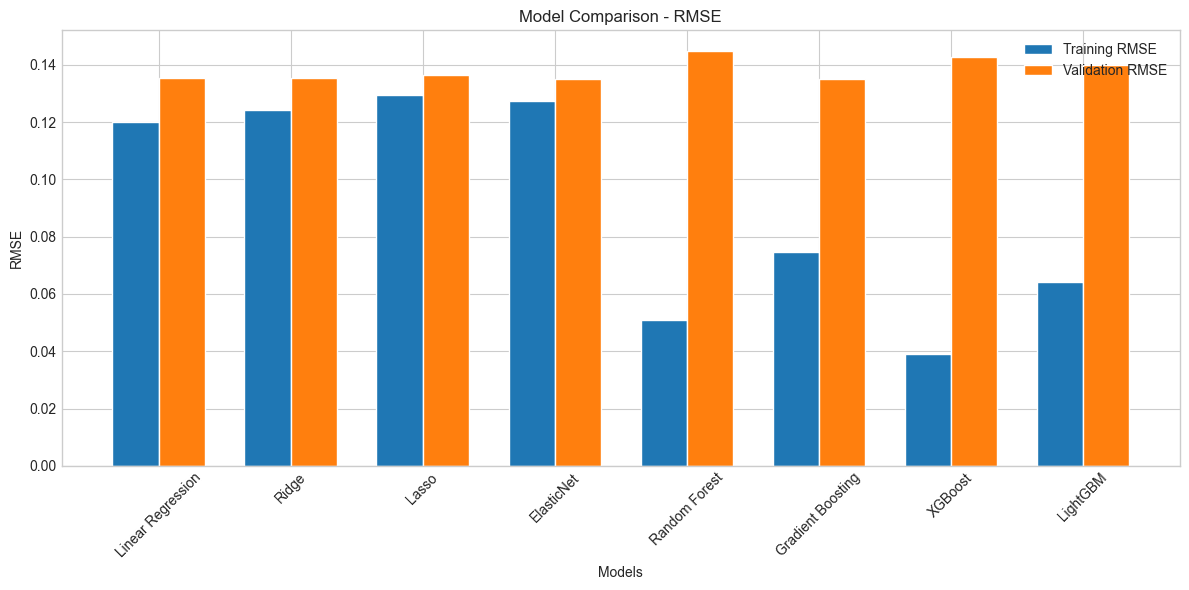 Model Comparison - RMSE
Training RMSE
Validation RMSE
RMSE
0.14
0.12
0.10
0.08
0.06
0.04
0.02
0.00
Linear Regression
Ridge
Lasso
ElasticNet
Random Forest
Gradient Boosting
XGBoost
LightGBM
Models